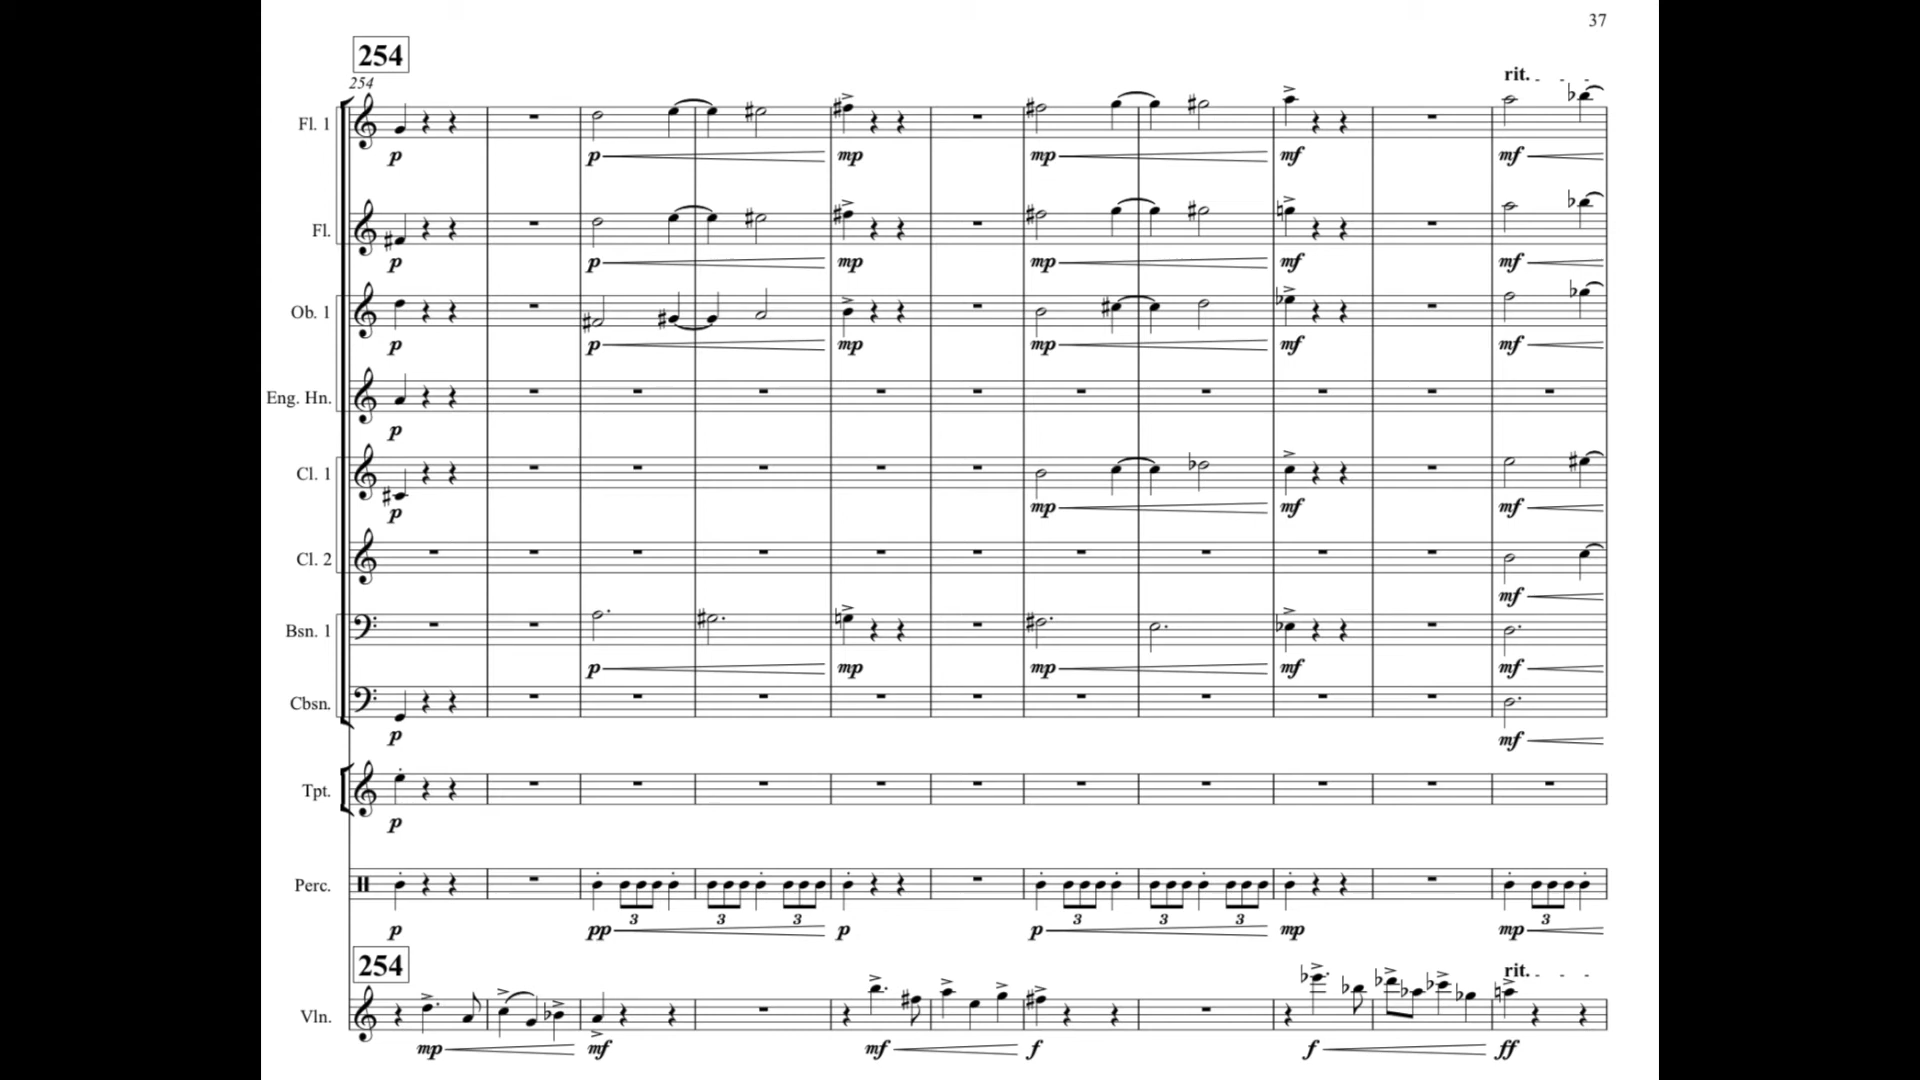 37
254
254
rit.
Fl. 1
p p mp mp mf mf
Fl.
p p mp mp mf mf
Ob. 1
p p mp mp mf mf
Eng. Hn.
p
Cl. 1
p mp mf mf
Cl. 2
mf
Bsn. 1
p mp mp mf mf
Cbsn.
p mf
Tpt.
p
Perc.
3 3 3 3 3 3 3
p pp p p mp mp
254
rit.
Vln.
mp mf mf f f ff